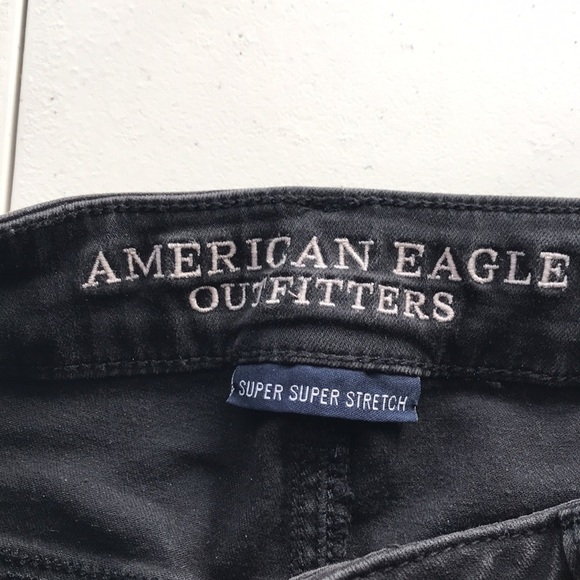 AMERICAN EAGLE
OUTFITTERS
SUPER SUPER STRETCH